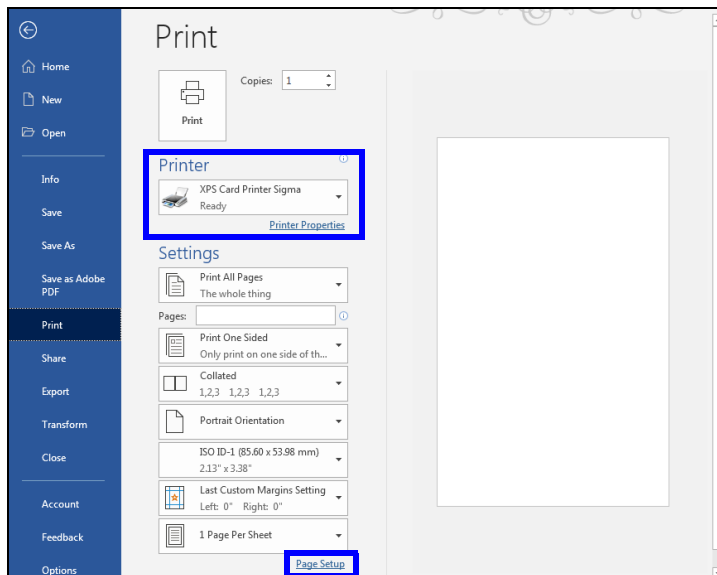 Print
Home
New
Open
Info
Save
Save As
Save as Adobe
PDF
Print
Share
Export
Transform
Close
Account
Feedback
Options
Copies: 1
Print
Printer
XPS Card Printer Sigma
Ready
Printer Properties
Settings
Print All Pages
The whole thing
Pages:
Print One Sided
Only print on one side of th...
Collated
1,2,3 1,2,3 1,2,3
Portrait Orientation
ISO ID-1 (85.60 x 53.98 mm)
2.13" x 3.38"
Last Custom Margins Setting
Left: 0" Right: 0"
1 Page Per Sheet
Page Setup